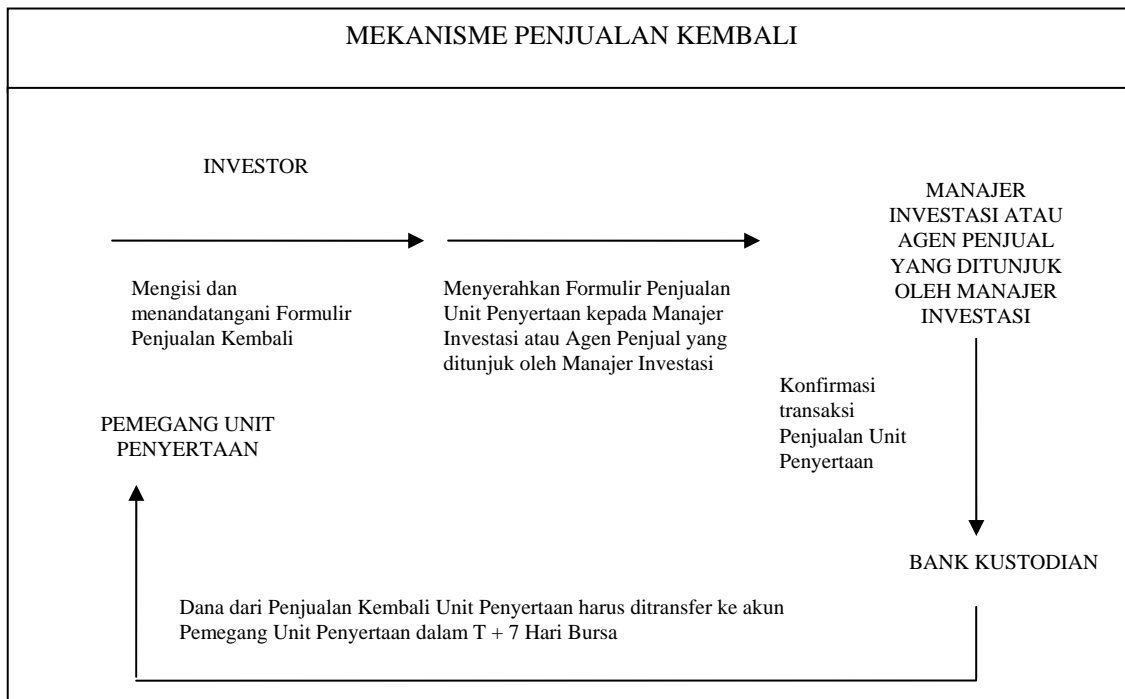 MEKANISME PENJUALAN KEMBALI
INVESTOR
Mengisi dan
menandatangani Formulir
Penjualan Kembali
Menyerahkan Formulir Penjualan
Unit Penyertaan kepada Manajer
Investasi atau Agen Penjual yang
ditunjuk oleh Manajer Investasi
MANAJER
INVESTASI ATAU
AGEN PENJUAL
YANG DITUNJUK
OLEH MANAJER
INVESTASI
Konfirmasi
transaksi
Penjualan Unit
Penyertaan
BANK KUSTODIAN
Dana dari Penjualan Kembali Unit Penyertaan harus ditransfer ke akun
Pemegang Unit Penyertaan dalam T + 7 Hari Bursa
PEMEGANG UNIT
PENYERTAAN